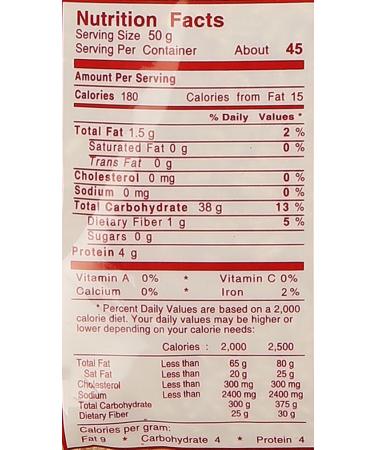 Nutrition Facts
Serving Size 50 g
Serving Per Container About 45
Amount Per Serving
Calories 180 Calories from Fat 15
% Daily Values *
Total Fat 1.5 g 2 %
Saturated Fat 0 g 0 %
Trans Fat 0 g
Cholesterol 0 mg 0 %
Sodium 0 mg 0 %
Total Carbohydrate 38 g 13 %
Dietary Fiber 1 g 5 %
Sugars 0 g
Protein 4 g
Vitamin A 0% * Vitamin C 0%
Calcium 0% * Iron 2%
* Percent Daily Values are based on a 2,000
calorie diet. Your daily values may be higher or
lower depending on your calorie needs:
Calories : 2,000 2,500
Total Fat Less than 65 g 80 g
Sat Fat Less than 20 g 25 g
Cholesterol Less than 300 mg 300 mg
Sodium Less than 2400 mg 2400 mg
Total Carbohydrate 300 g 375 g
Dietary Fiber 25 g 30 g
Calories per gram:
Fat 9 * Carbohydrate 4 * Protein 4